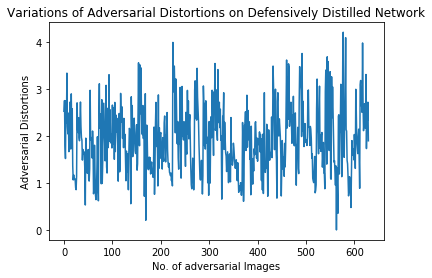 Variations of Adversarial Distortions on Defensively Distilled Network
4
3
2
1
0
Adversarial Distortions
0 100 200 300 400 500 600
No. of adversarial Images